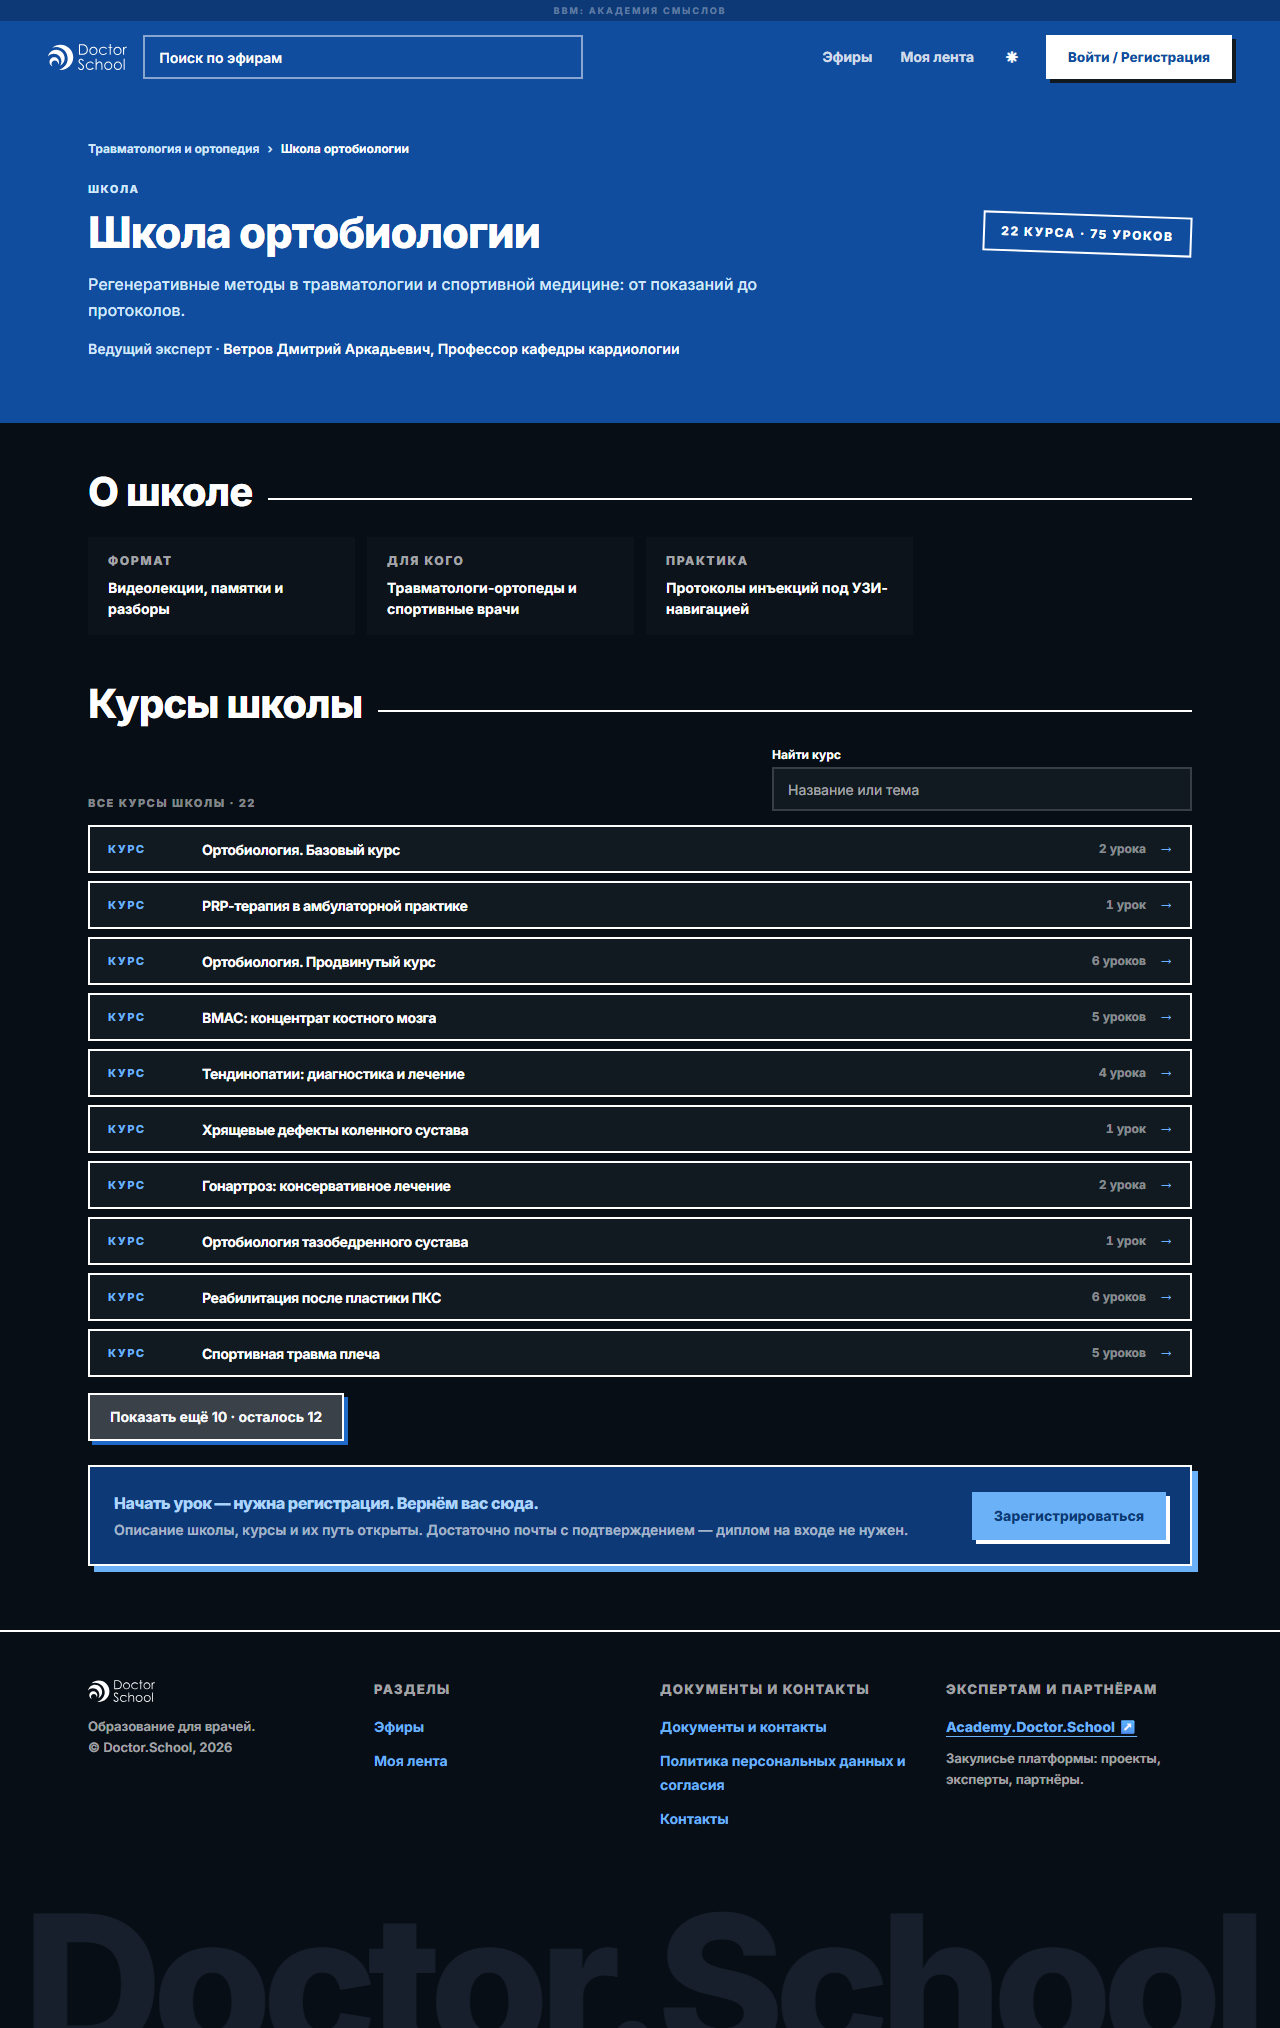 ВВМ: АКАДЕМИЯ СМЫСЛОВ
Doctor
School
Поиск по эфирам
Эфиры
Моя лента
Войти / Регистрация
Травматология и ортопедия › Школа ортобиологии
ШКОЛА
Школа ортобиологии
22 КУРСА · 75 УРОКОВ
Регенеративные методы в травматологии и спортивной медицине: от показаний до
протоколов.
Ведущий эксперт · Ветров Дмитрий Аркадьевич, Профессор кафедры кардиологии
О школе
ФОРМАТ
Видеолекции, памятки и
разборы
ДЛЯ КОГО
Травматологи-ортопеды и
спортивные врачи
ПРАКТИКА
Протоколы инъекций под УЗИ-
навигацией
Курсы школы
Найти курс
Название или тема
ВСЕ КУРСЫ ШКОЛЫ · 22
КУРС Ортобиология. Базовый курс 2 урока →
КУРС PRP-терапия в амбулаторной практике 1 урок →
КУРС Ортобиология. Продвинутый курс 6 уроков →
КУРС BMAC: концентрат костного мозга 5 уроков →
КУРС Тендинопатии: диагностика и лечение 4 урока →
КУРС Хрящевые дефекты коленного сустава 1 урок →
КУРС Гонартроз: консервативное лечение 2 урока →
КУРС Ортобиология тазобедренного сустава 1 урок →
КУРС Реабилитация после пластики ПКС 6 уроков →
КУРС Спортивная травма плеча 5 уроков →
Показать ещё 10 · осталось 12
Начать урок — нужна регистрация. Вернём вас сюда.
Описание школы, курсы и их путь открыты. Достаточно почты с подтверждением — диплом на входе не нужен.
Зарегистрироваться
Doctor
School
Образование для врачей.
© Doctor.School, 2026
РАЗДЕЛЫ
Эфиры
Моя лента
ДОКУМЕНТЫ И КОНТАКТЫ
Документы и контакты
Политика персональных данных и
согласия
Контакты
ЭКСПЕРТАМ И ПАРТНЁРАМ
Academy.Doctor.School ↗
Закулисье платформы: проекты,
эксперты, партнёры.
Doctor.School